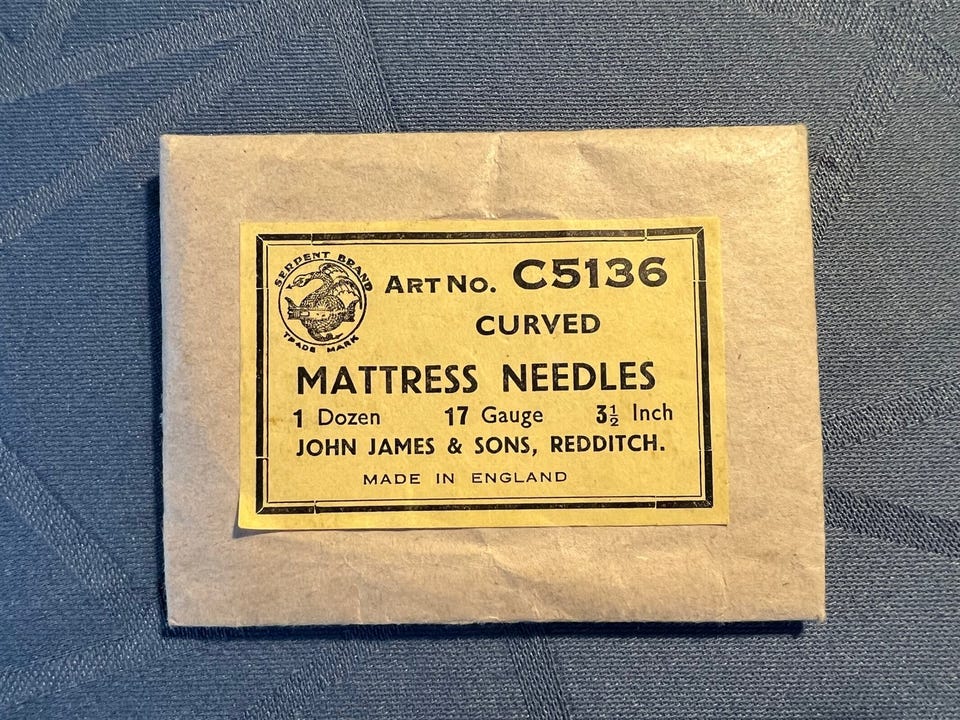 SERPENT BRAND
TRADE MARK
ART NO. C5136
CURVED
MATTRESS NEEDLES
1 Dozen 17 Gauge 3½ Inch
JOHN JAMES & SONS, REDDITCH.
MADE IN ENGLAND